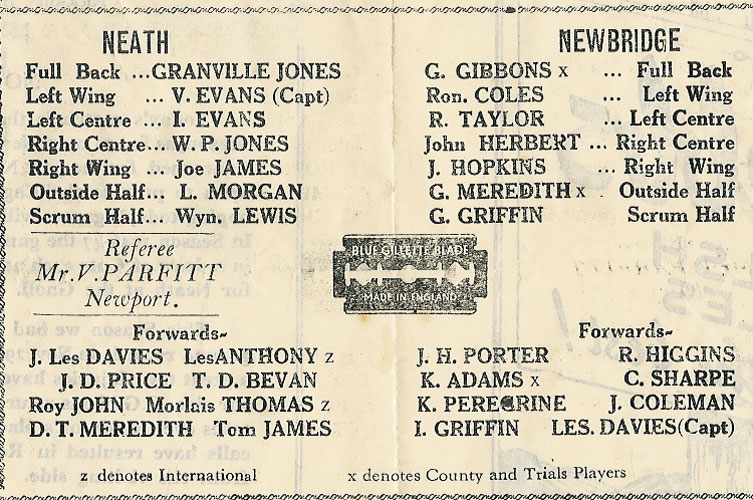 NEATH
Full Back ...GRANVILLE JONES
Left Wing ... V. EVANS (Capt)
Left Centre ... I. EVANS
Right Centre...W. P. JONES
Right Wing ... Joe JAMES
Outside Half... L. MORGAN
Scrum Half... Wyn. LEWIS
Referee
Mr. V. PARFITT
Newport.
Forwards-
J. Les DAVIES Les ANTHONY z
J. D. PRICE T. D. BEVAN
Roy JOHN Morlais THOMAS z
D. T. MEREDITH Tom JAMES
z denotes International
BLUE GILLETTE BLADE
MADE IN ENGLAND
NEWBRIDGE
G. GIBBONS x ... Full Back
Ron. COLES ... Left Wing
R. TAYLOR ... Left Centre
John HERBERT ... Right Centre
J. HOPKINS ... Right Wing
G. MEREDITH x Outside Half
G. GRIFFIN Scrum Half
Forwards-
J. H. PORTER R. HIGGINS
K. ADAMS x C. SHARPE
K. PEREGRINE J. COLEMAN
I. GRIFFIN LES. DAVIES(Capt)
x denotes County and Trials Players